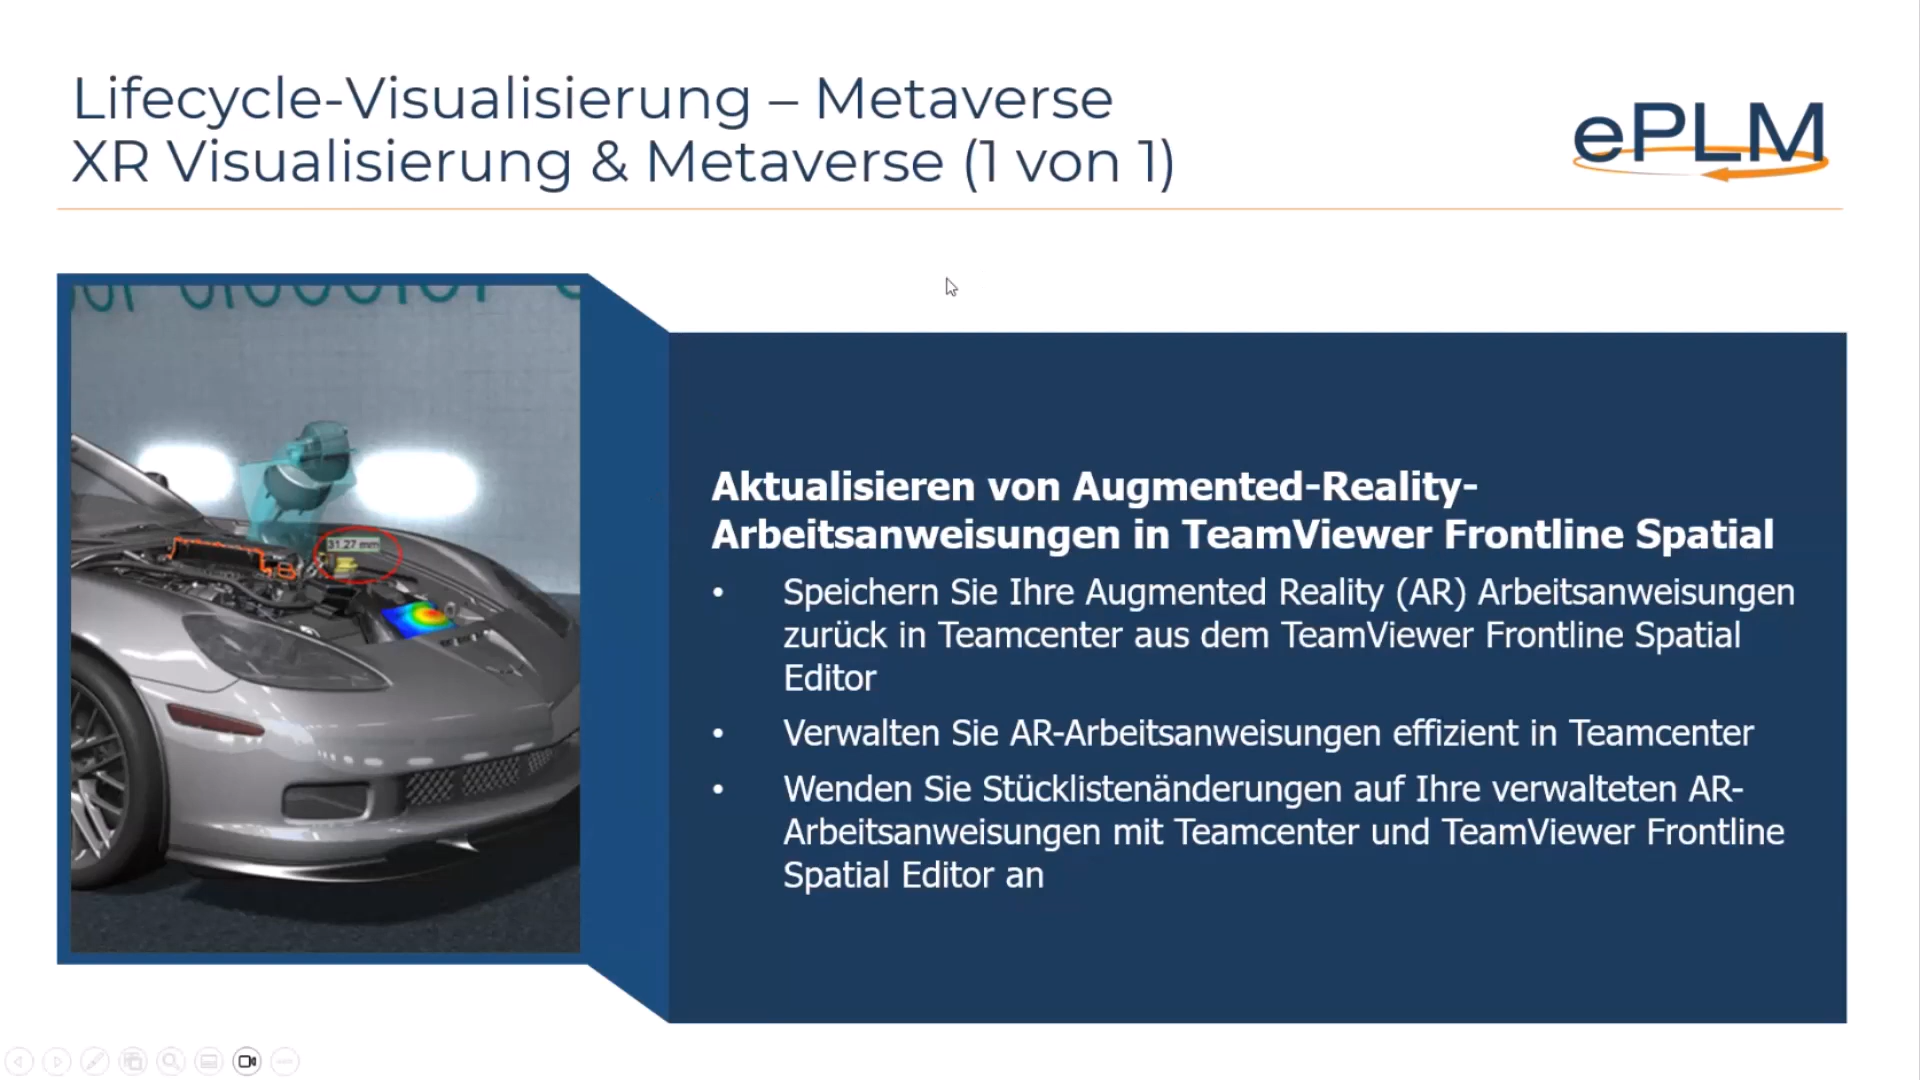 Lifecycle-Visualisierung – Metaverse
XR Visualisierung & Metaverse (1 von 1)
ePLM
31.27 mm
Aktualisieren von Augmented-Reality-
Arbeitsanweisungen in TeamViewer Frontline Spatial
• Speichern Sie Ihre Augmented Reality (AR) Arbeitsanweisungen
zurück in Teamcenter aus dem TeamViewer Frontline Spatial
Editor
• Verwalten Sie AR-Arbeitsanweisungen effizient in Teamcenter
• Wenden Sie Stücklistenänderungen auf Ihre verwalteten AR-
Arbeitsanweisungen mit Teamcenter und TeamViewer Frontline
Spatial Editor an